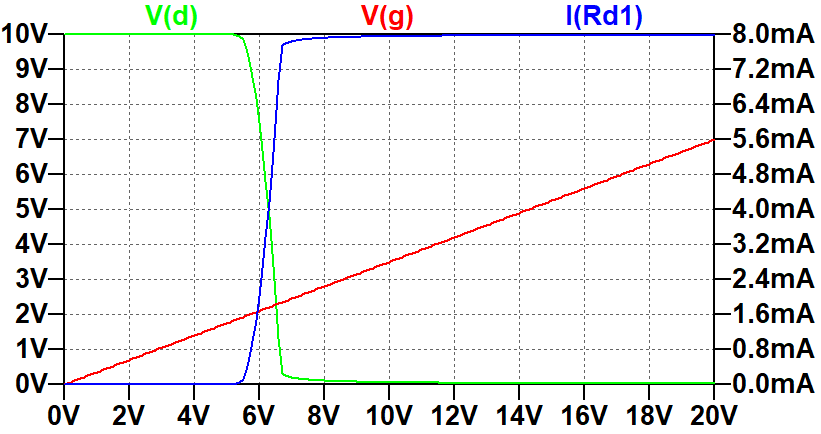 V(d) V(g) I(Rd1)
10V 8.0mA
9V 7.2mA
8V 6.4mA
7V 5.6mA
6V 4.8mA
5V 4.0mA
4V 3.2mA
3V 2.4mA
2V 1.6mA
1V 0.8mA
0V 0.0mA
0V 2V 4V 6V 8V 10V 12V 14V 16V 18V 20V